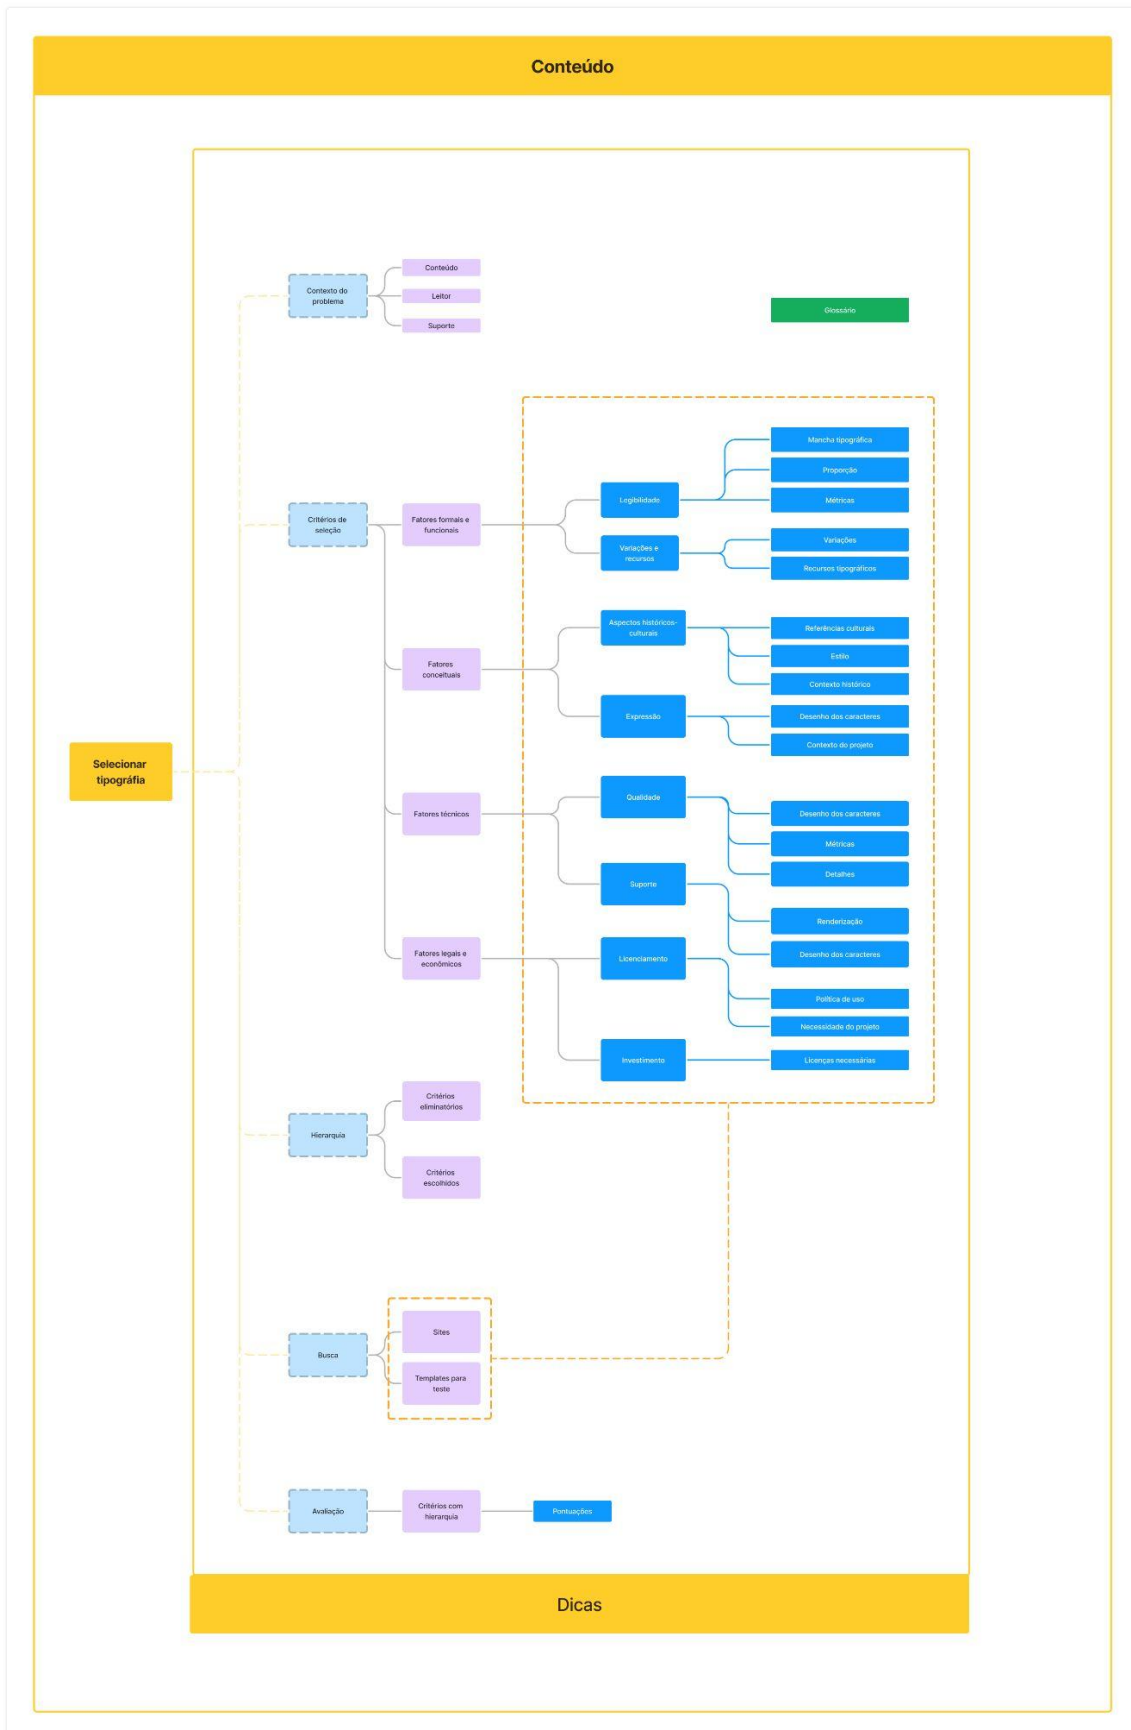 Conteúdo
Contexto do
problema
Conteúdo
Leitor
Suporte
Glossário
Critérios de
seleção
Fatores formais e
funcionais
Legibilidade
Mancha tipográfica
Proporção
Métricas
Variações e
recursos
Variações
Recursos tipográficos
Fatores
conceituais
Aspectos históricos-
culturais
Referências culturais
Estilo
Contexto histórico
Expressão
Desenho dos caracteres
Contexto do projeto
Selecionar
tipográfia
Fatores técnicos
Qualidade
Desenho dos caracteres
Métricas
Detalhes
Suporte
Renderização
Desenho dos caracteres
Fatores legais e
econômicos
Licenciamento
Política de uso
Necessidade do projeto
Investimento
Licenças necessárias
Hierarquia
Critérios
eliminatórios
Critérios
escolhidos
Busca
Sites
Templates para
teste
Avaliação
Critérios com
hierarquia
Pontuações
Dicas